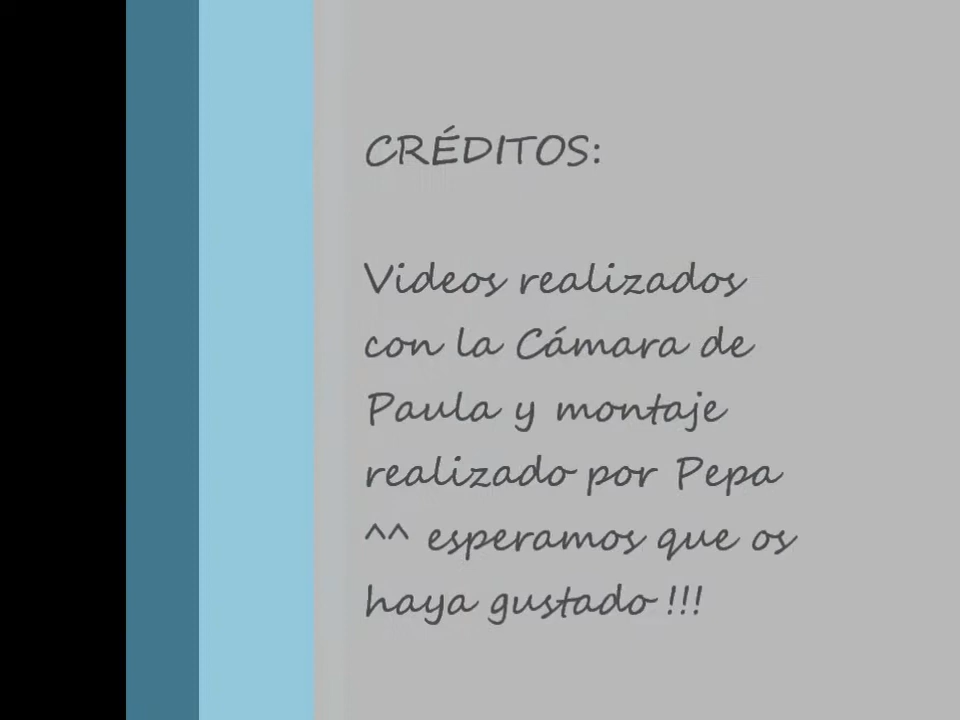 CRÉDITOS:
Videos realizados
con la Cámara de
Paula y montaje
realizado por Pepa
^^ esperamos que os
haya gustado !!!